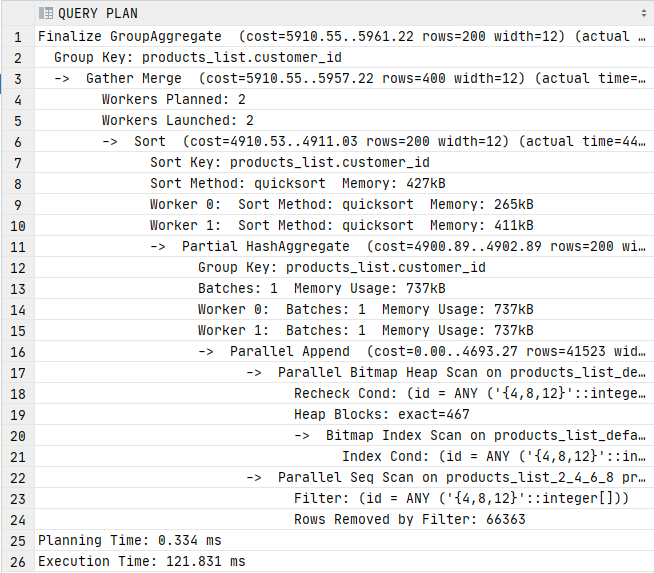 QUERY PLAN
1 Finalize GroupAggregate (cost=5910.55..5961.22 rows=200 width=12) (actual …
2 Group Key: products_list.customer_id
3 -> Gather Merge (cost=5910.55..5957.22 rows=400 width=12) (actual time=…
4 Workers Planned: 2
5 Workers Launched: 2
6 -> Sort (cost=4910.53..4911.03 rows=200 width=12) (actual time=44…
7 Sort Key: products_list.customer_id
8 Sort Method: quicksort Memory: 427kB
9 Worker 0: Sort Method: quicksort Memory: 265kB
10 Worker 1: Sort Method: quicksort Memory: 411kB
11 -> Partial HashAggregate (cost=4900.89..4902.89 rows=200 wi…
12 Group Key: products_list.customer_id
13 Batches: 1 Memory Usage: 737kB
14 Worker 0: Batches: 1 Memory Usage: 737kB
15 Worker 1: Batches: 1 Memory Usage: 737kB
16 -> Parallel Append (cost=0.00..4693.27 rows=41523 wid…
17 -> Parallel Bitmap Heap Scan on products_list_de…
18 Recheck Cond: (id = ANY ('{4,8,12}'::intege…
19 Heap Blocks: exact=467
20 -> Bitmap Index Scan on products_list_defa…
21 Index Cond: (id = ANY ('{4,8,12}'::in…
22 -> Parallel Seq Scan on products_list_2_4_6_8 pr…
23 Filter: (id = ANY ('{4,8,12}'::integer[]))
24 Rows Removed by Filter: 66363
25 Planning Time: 0.334 ms
26 Execution Time: 121.831 ms